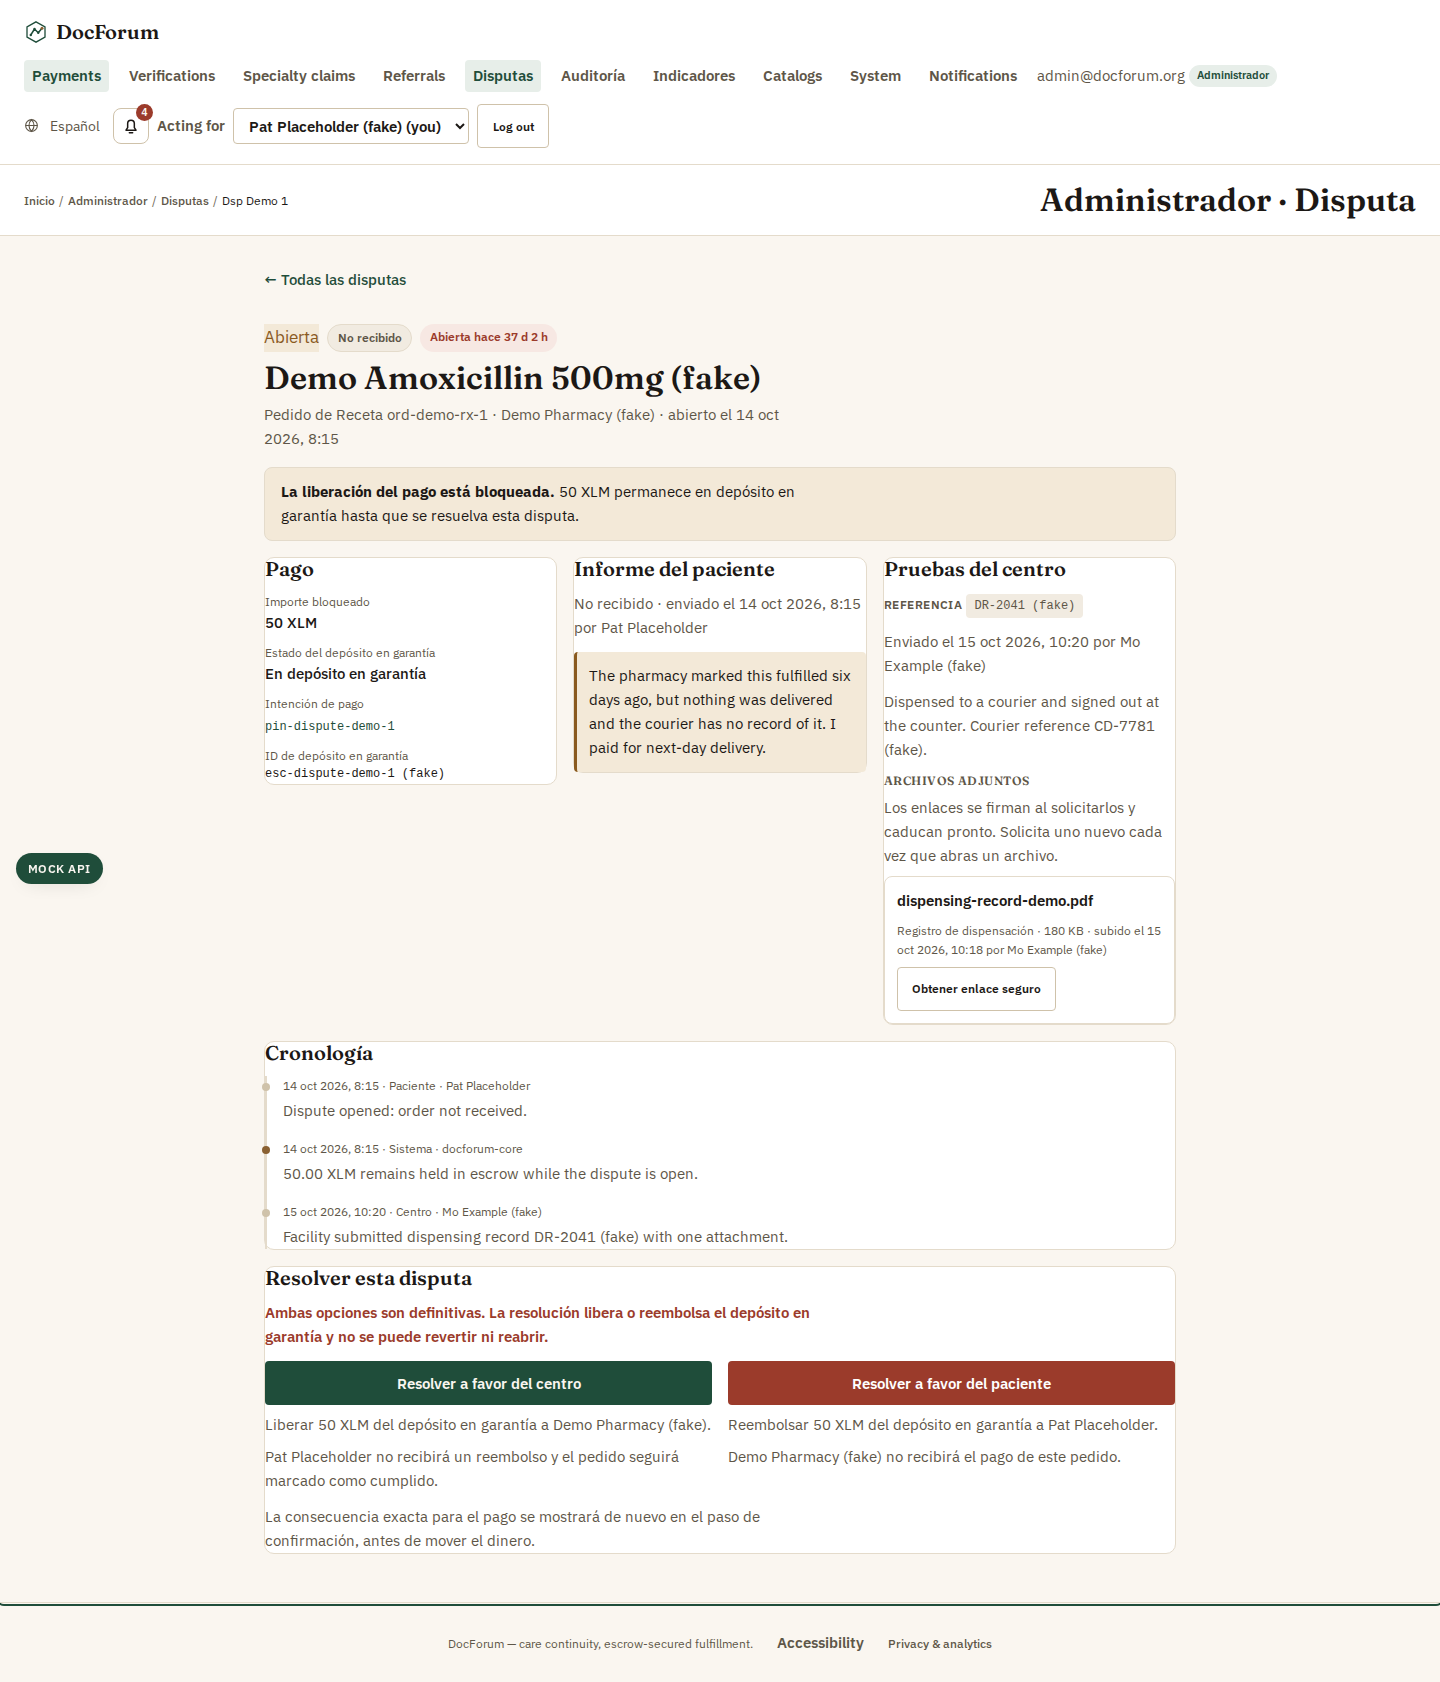 DocForum
Payments Verifications Specialty claims Referrals Disputas Auditoría Indicadores Catalogs System Notifications admin@docforum.org Administrador
Español 4 Acting for Pat Placeholder (fake) (you) Log out
Inicio / Administrador / Disputas / Dsp Demo 1
Administrador · Disputa
← Todas las disputas
Abierta No recibido Abierta hace 37 d 2 h
Demo Amoxicillin 500mg (fake)
Pedido de Receta ord-demo-rx-1 · Demo Pharmacy (fake) · abierto el 14 oct
2026, 8:15
La liberación del pago está bloqueada. 50 XLM permanece en depósito en
garantía hasta que se resuelva esta disputa.
Pago
Importe bloqueado
50 XLM
Estado del depósito en garantía
En depósito en garantía
Intención de pago
pin-dispute-demo-1
ID de depósito en garantía
esc-dispute-demo-1 (fake)
Informe del paciente
No recibido · enviado el 14 oct 2026, 8:15
por Pat Placeholder
The pharmacy marked this fulfilled six
days ago, but nothing was delivered
and the courier has no record of it. I
paid for next-day delivery.
Pruebas del centro
REFERENCIA DR-2041 (fake)
Enviado el 15 oct 2026, 10:20 por Mo
Example (fake)
Dispensed to a courier and signed out at
the counter. Courier reference CD-7781
(fake).
ARCHIVOS ADJUNTOS
Los enlaces se firman al solicitarlos y
caducan pronto. Solicita uno nuevo cada
vez que abras un archivo.
dispensing-record-demo.pdf
Registro de dispensación · 180 KB · subido el 15
oct 2026, 10:18 por Mo Example (fake)
Obtener enlace seguro
MOCK API
Cronología
14 oct 2026, 8:15 · Paciente · Pat Placeholder
Dispute opened: order not received.
14 oct 2026, 8:15 · Sistema · docforum-core
50.00 XLM remains held in escrow while the dispute is open.
15 oct 2026, 10:20 · Centro · Mo Example (fake)
Facility submitted dispensing record DR-2041 (fake) with one attachment.
Resolver esta disputa
Ambas opciones son definitivas. La resolución libera o reembolsa el depósito en
garantía y no se puede revertir ni reabrir.
Resolver a favor del centro
Liberar 50 XLM del depósito en garantía a Demo Pharmacy (fake).
Pat Placeholder no recibirá un reembolso y el pedido seguirá
marcado como cumplido.
Resolver a favor del paciente
Reembolsar 50 XLM del depósito en garantía a Pat Placeholder.
Demo Pharmacy (fake) no recibirá el pago de este pedido.
La consecuencia exacta para el pago se mostrará de nuevo en el paso de
confirmación, antes de mover el dinero.
DocForum — care continuity, escrow-secured fulfillment. Accessibility Privacy & analytics